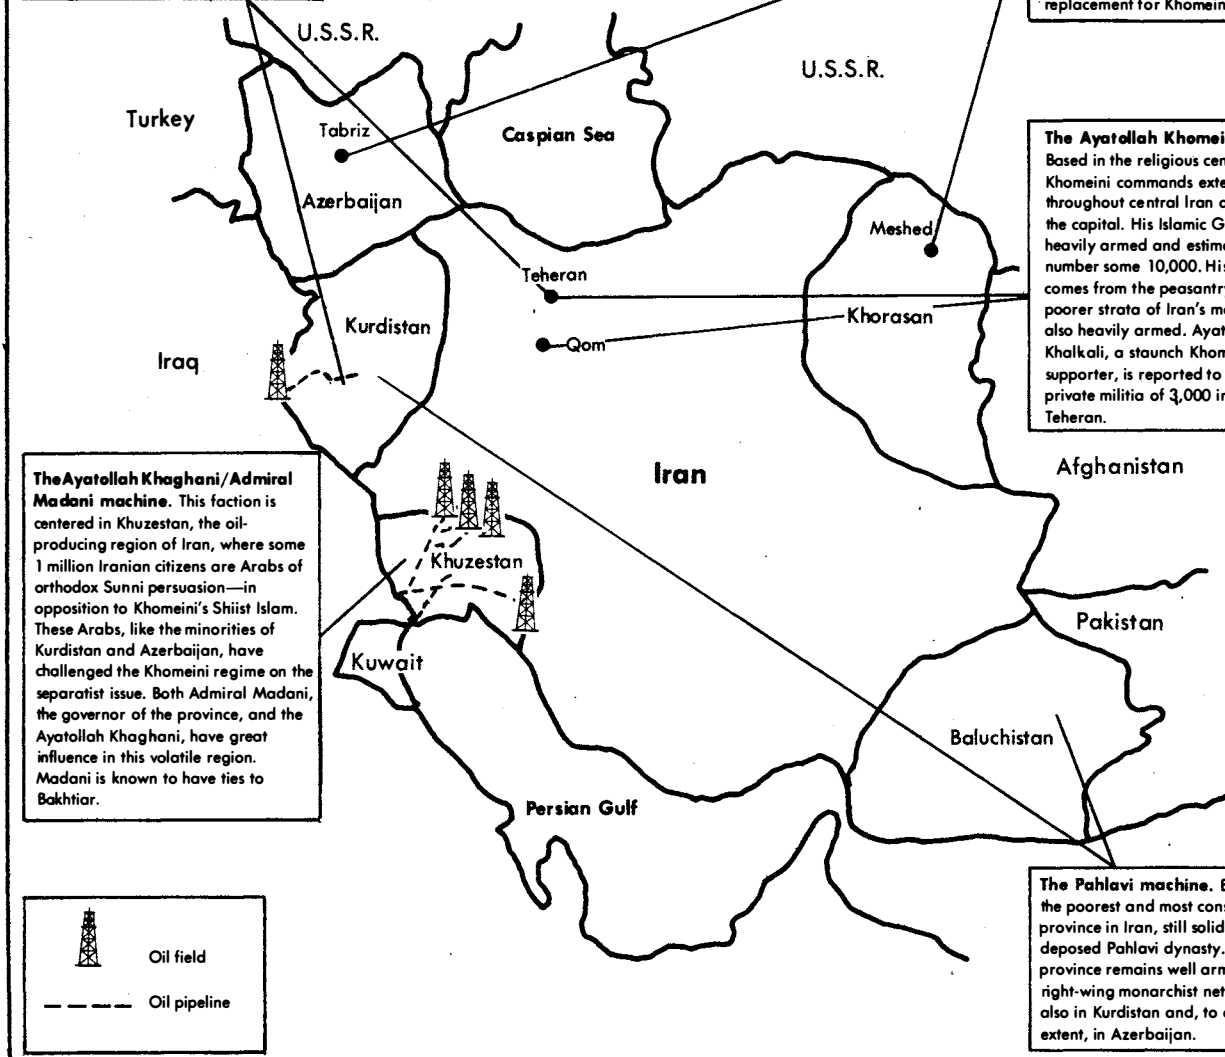 replacement for Khomein
U.S.S.R.
U.S.S.R.
Turkey
Tabriz
Caspian Sea
Azerbaijan
Meshed
Teheran
Kurdistan
Khorasan
Qom
Iraq
Iran
Afghanistan
Khuzestan
Pakistan
Kuwait
Baluchistan
Persian Gulf
The Ayatollah Khomei
Based in the religious cen
Khomeini commands exte
throughout central Iran a
the capital. His Islamic G
heavily armed and estima
number some 10,000. His
comes from the peasantry
poorer strata of Iran's mo
also heavily armed. Ayat
Khalkali, a staunch Khom
supporter, is reported to
private militia of 3,000 in
Teheran.
The Ayatollah Khaghani/Admiral
Madani machine. This faction is
centered in Khuzestan, the oil-
producing region of Iran, where some
1 million Iranian citizens are Arabs of
orthodox Sunni persuasion—in
opposition to Khomeini's Shiist Islam.
These Arabs, like the minorities of
Kurdistan and Azerbaijan, have
challenged the Khomeini regime on the
separatist issue. Both Admiral Madani,
the governor of the province, and the
Ayatollah Khaghani, have great
influence in this volatile region.
Madani is known to have ties to
Bakhtiar.
The Pahlavi machine. B
the poorest and most cons
province in Iran, still solid
deposed Pahlavi dynasty.
province remains well arm
right-wing monarchist net
also in Kurdistan and, to a
extent, in Azerbaijan.
Oil field
Oil pipeline